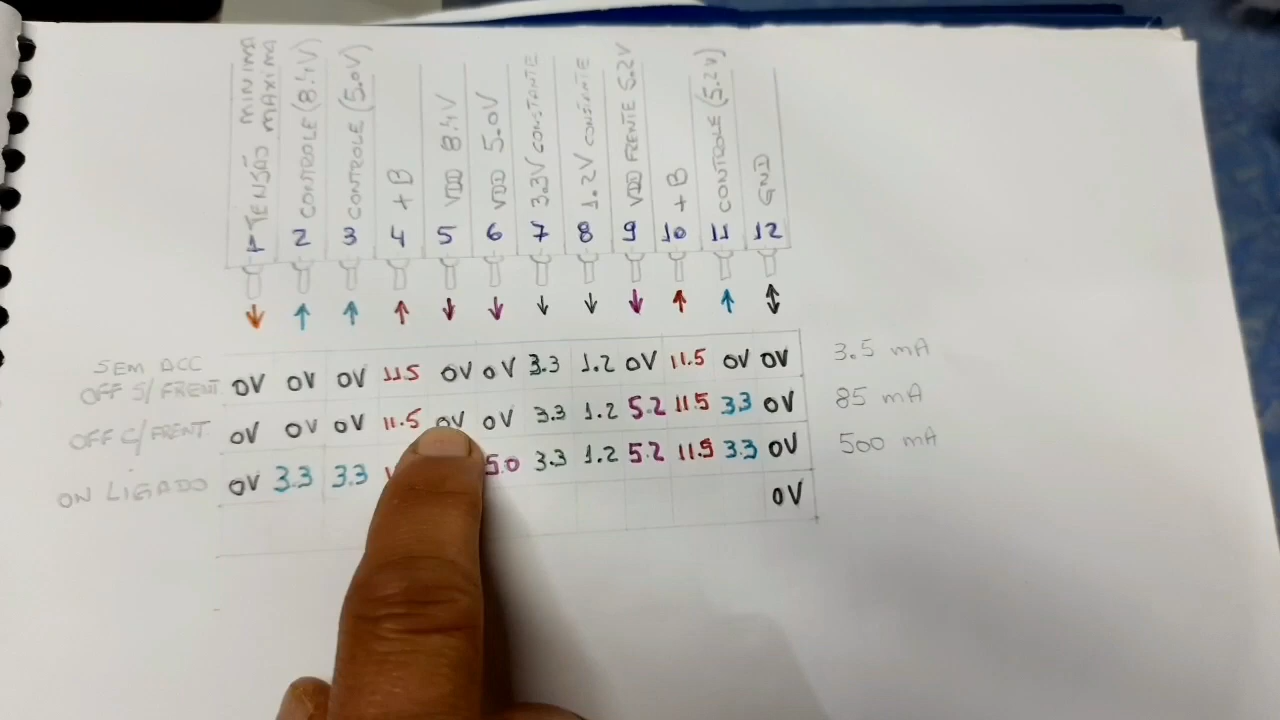 1 TENSÃO MINIMA MAXIMA
2 CONTROLE (8.4V)
3 CONTROLE (5.0V)
4 +B
5 VDD 8.4V
6 VDD 5.0V
7 3.3V CONSTANTE
8 1.2V CONSTANTE
9 VDD FRENTE 5.2V
10 +B
11 CONTROLE (5.2V)
12 GND
SEM ACC
OFF S/FRENT 0V 0V 0V 11.5 0V 0V 3.3 1.2 0V 11.5 0V 0V 3.5 mA
OFF C/FRENT 0V 0V 0V 11.5 0V 0V 3.3 1.2 5.2 11.5 3.3 0V 85 mA
ON LIGADO 0V 3.3 3.3 5.0 3.3 1.2 5.2 11.5 3.3 0V 500 mA
0V